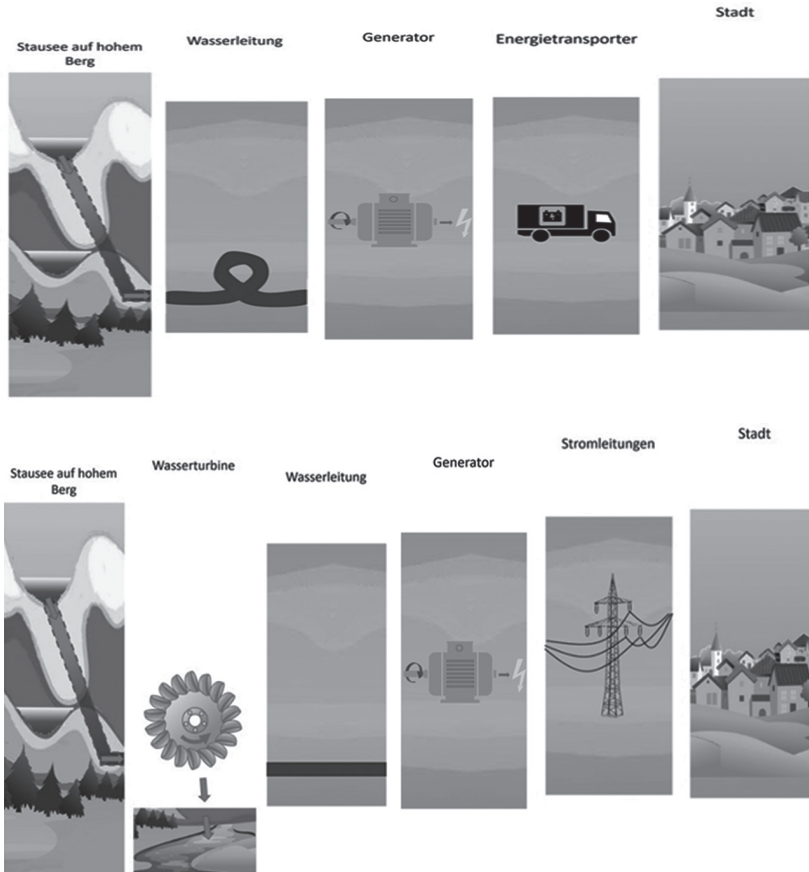 Stausee auf hohem
Berg
Wasserleitung
Generator
Energietransporter
Stadt
Stausee auf hohem
Berg
Wasserturbine
Wasserleitung
Generator
Stromleitungen
Stadt